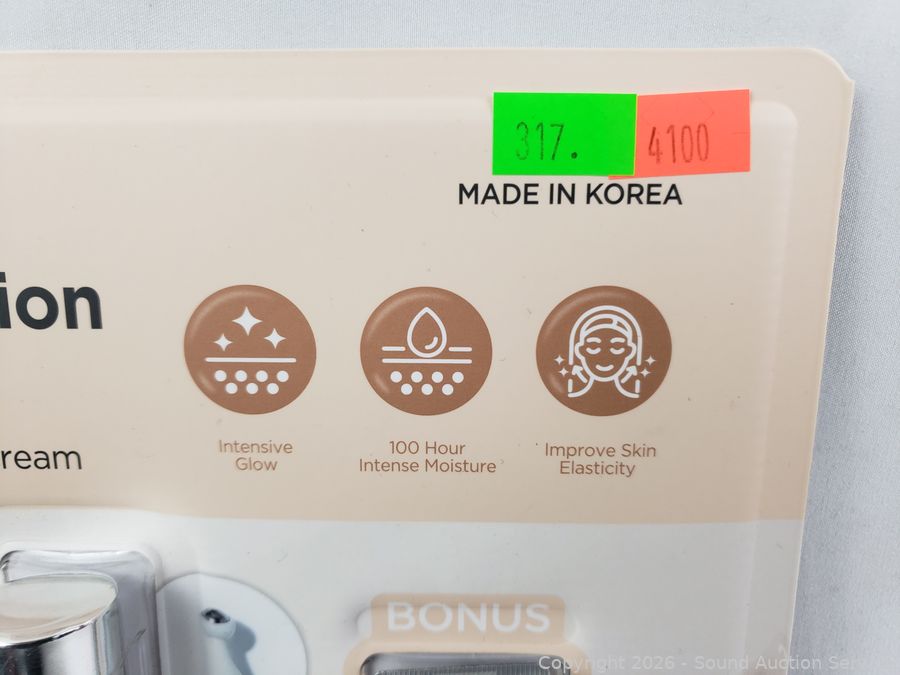 317. 4100
MADE IN KOREA
ion
Intensive
Glow
100 Hour
Intense Moisture
Improve Skin
Elasticity
ream
BONUS
Copyright 2026 - Sound Auction Serv